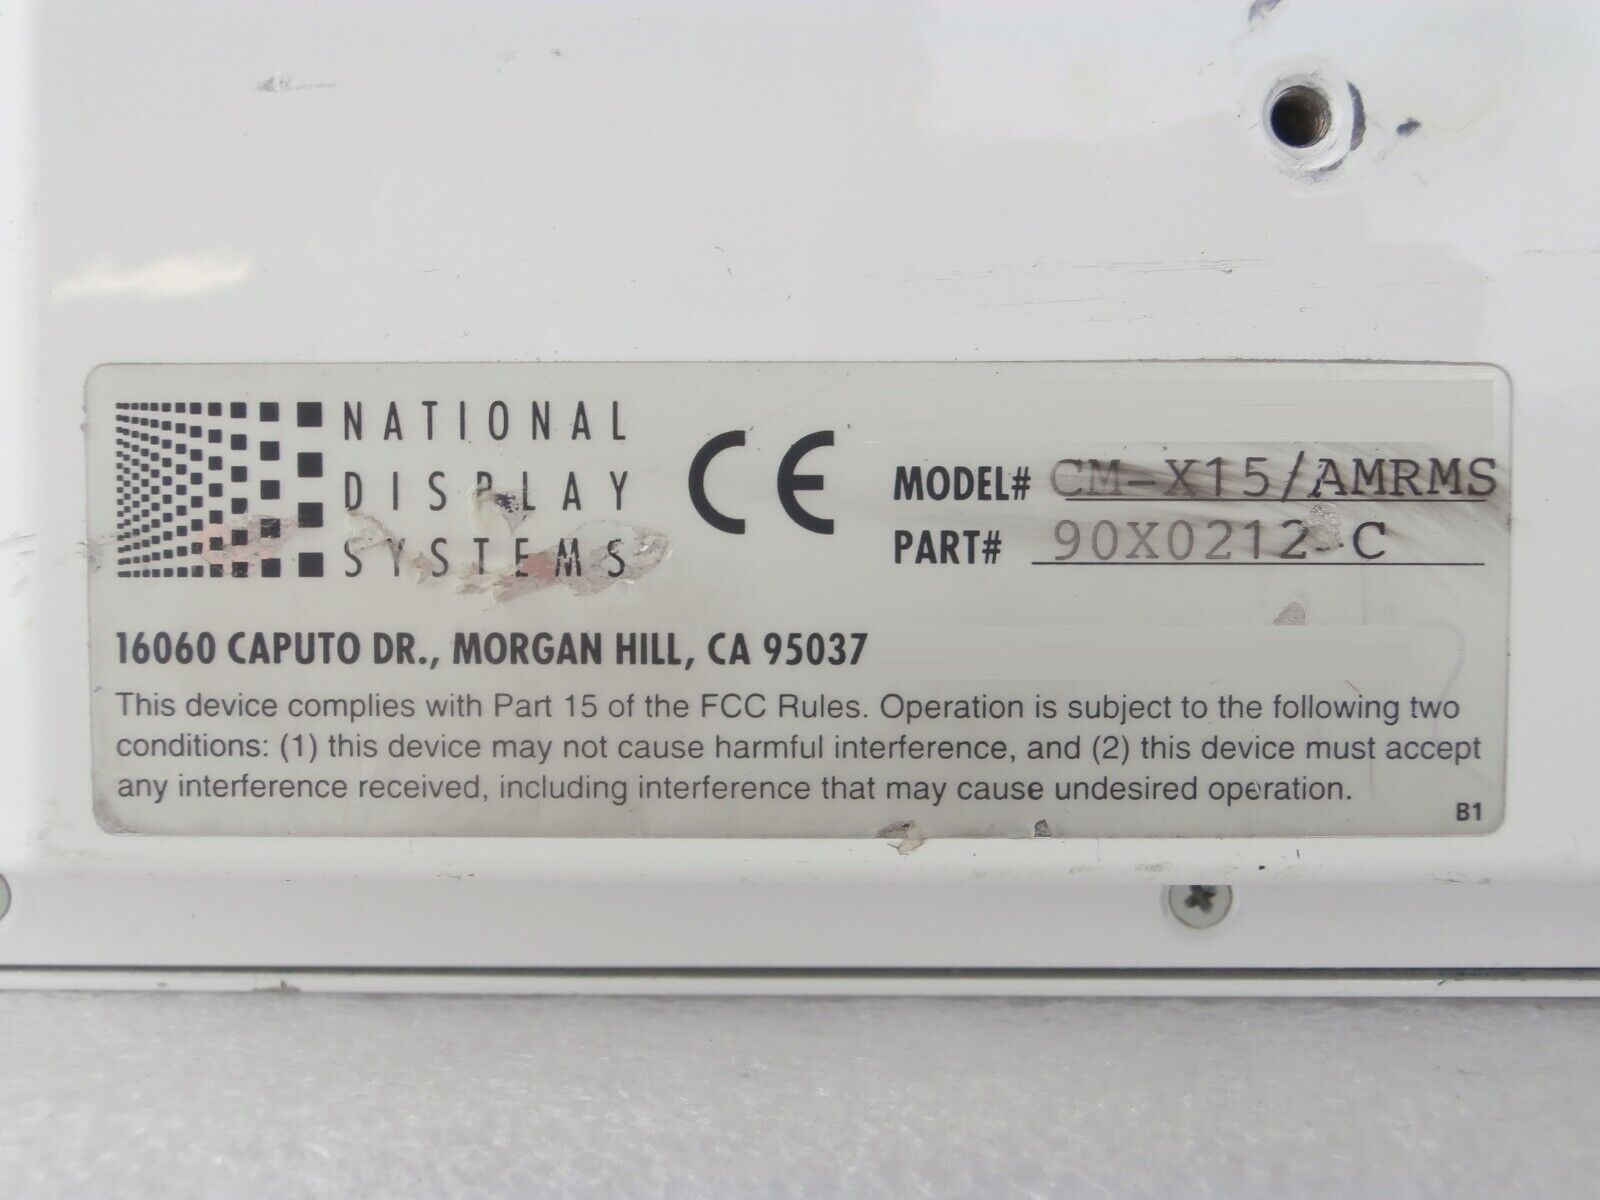 NATIONAL
DISPLAY
SYSTEMS
CE
MODEL# CM-X15/AMRMS
PART# 90X0212-C
16060 CAPUTO DR., MORGAN HILL, CA 95037
This device complies with Part 15 of the FCC Rules. Operation is subject to the following two
conditions: (1) this device may not cause harmful interference, and (2) this device must accept
any interference received, including interference that may cause undesired operation.
B1